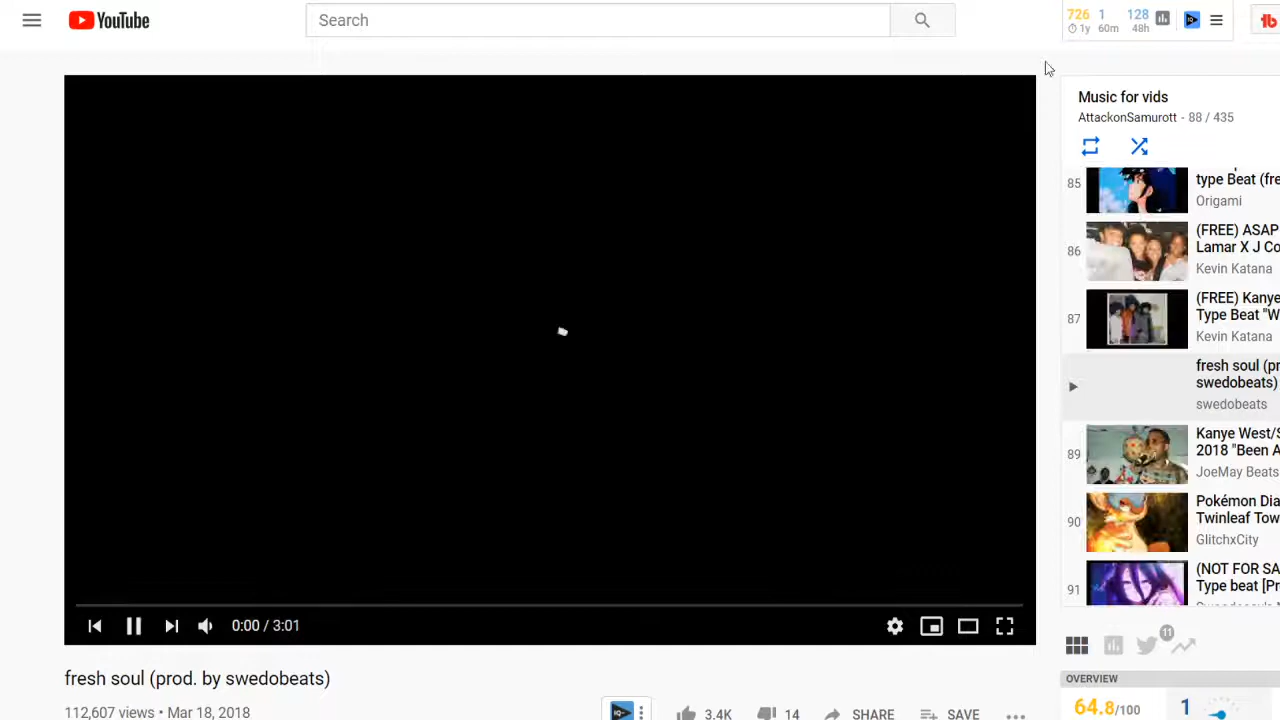 YouTube
Search
726 1 128
1y 60m 48h
Music for vids
AttackonSamurott - 88 / 435
85
type Beat (fre
Origami
86
(FREE) ASAP
Lamar X J Co
Kevin Katana
87
(FREE) Kanye
Type Beat "W
Kevin Katana
fresh soul (pr
swedobeats)
swedobeats
89
Kanye West/S
2018 "Been A
JoeMay Beats
90
Pokémon Dia
Twinleaf Tow
GlitchxCity
91
(NOT FOR SA
Type beat [Pr
0:00 / 3:01
11
fresh soul (prod. by swedobeats)
112,607 views • Mar 18, 2018
IQ
3.4K
14
SHARE
SAVE
OVERVIEW
64.8/100
1